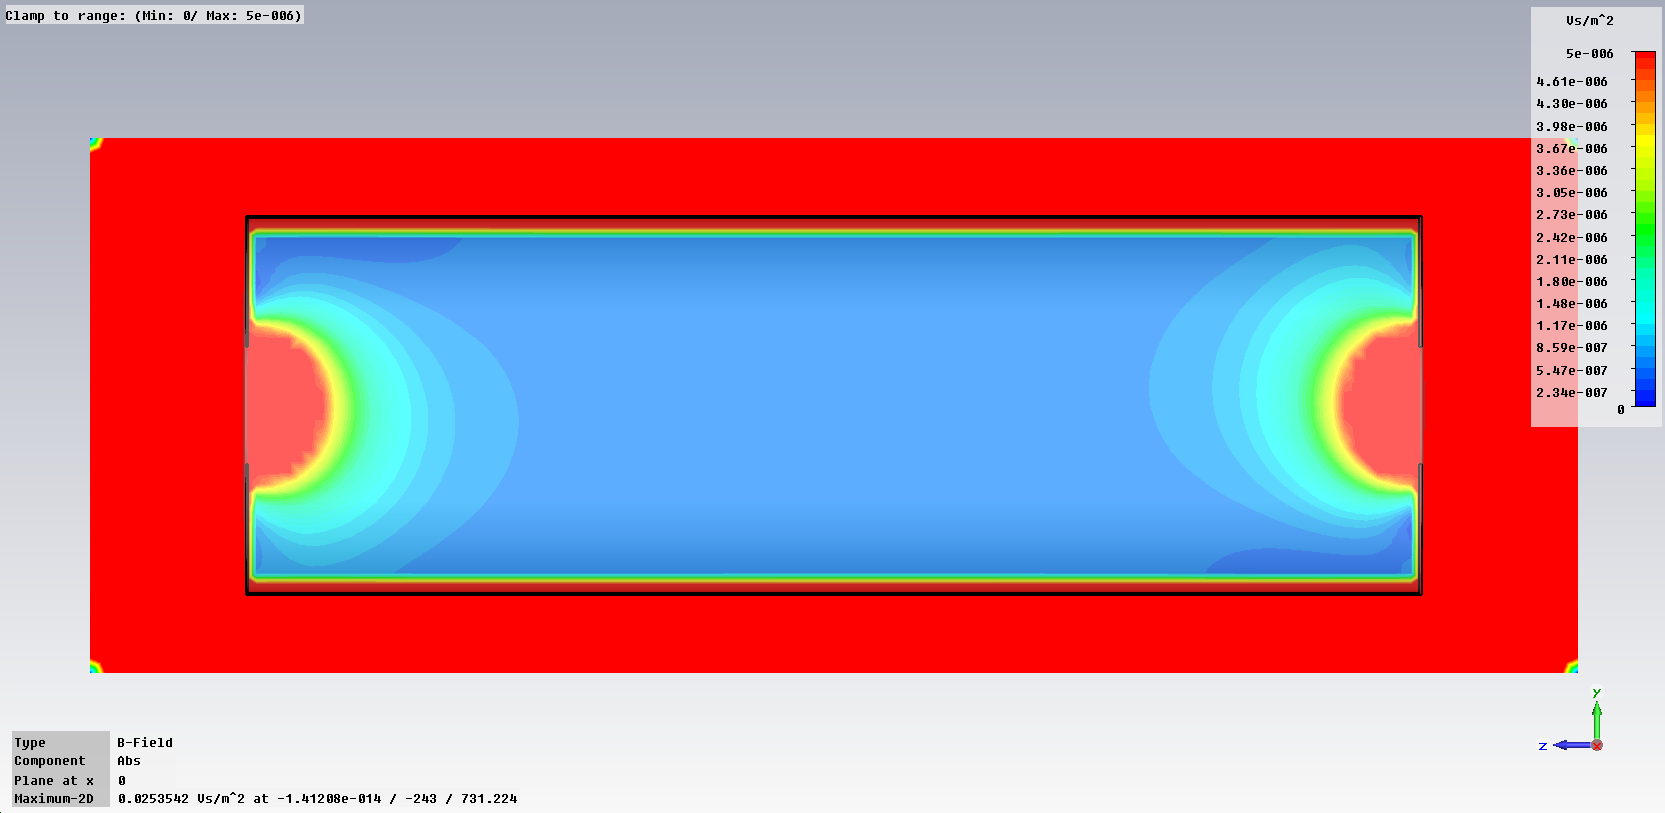 Clamp to range: (Min: 0/ Max: 5e-006)
Vs/m^2
5e-006
4.61e-006
4.30e-006
3.98e-006
3.67e-006
3.36e-006
3.05e-006
2.73e-006
2.42e-006
2.11e-006
1.80e-006
1.48e-006
1.17e-006
8.59e-007
5.47e-007
2.34e-007
0
y
z
Type B-Field
Component Abs
Plane at x 0
Maximum-2D 0.0253542 Vs/m^2 at -1.41208e-014 / -243 / 731.224